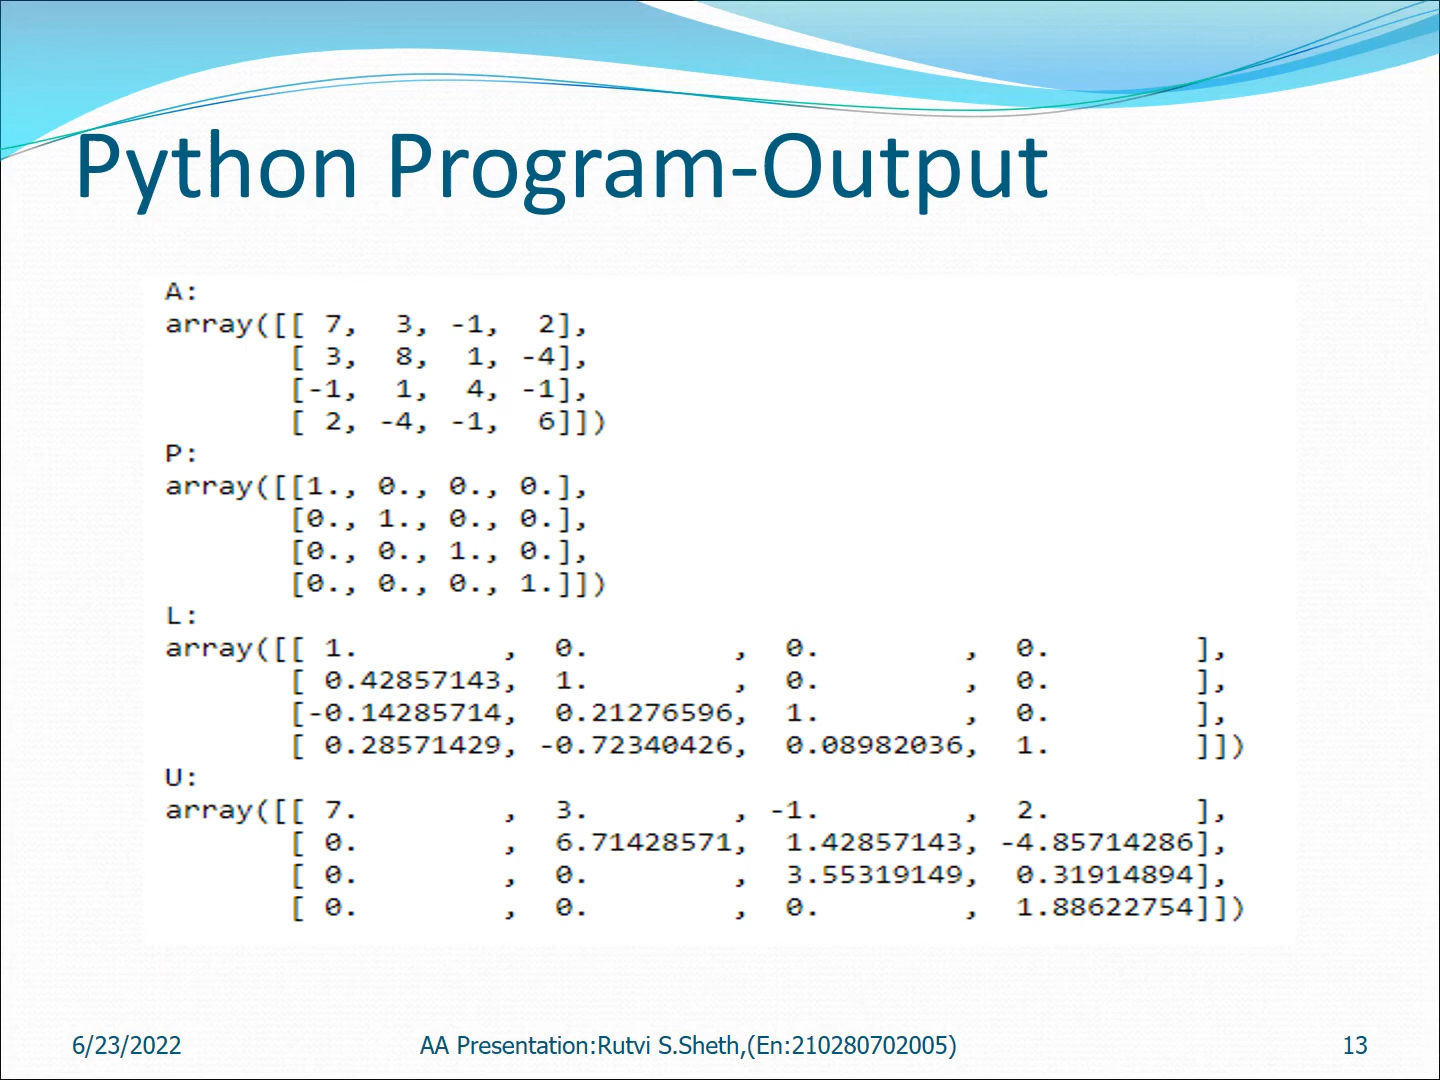 Python Program-Output
A:
array([[ 7,  3, -1,  2],
       [ 3,  8,  1, -4],
       [-1,  1,  4, -1],
       [ 2, -4, -1,  6]])
P:
array([[1., 0., 0., 0.],
       [0., 1., 0., 0.],
       [0., 0., 1., 0.],
       [0., 0., 0., 1.]])
L:
array([[ 1.        ,  0.        ,  0.        ,  0.        ],
       [ 0.42857143,  1.        ,  0.        ,  0.        ],
       [-0.14285714,  0.21276596,  1.        ,  0.        ],
       [ 0.28571429, -0.72340426,  0.08982036,  1.        ]])
U:
array([[ 7.        ,  3.        , -1.        ,  2.        ],
       [ 0.        ,  6.71428571,  1.42857143, -4.85714286],
       [ 0.        ,  0.        ,  3.55319149,  0.31914894],
       [ 0.        ,  0.        ,  0.        ,  1.88622754]])
6/23/2022 AA Presentation:Rutvi S.Sheth,(En:210280702005) 13